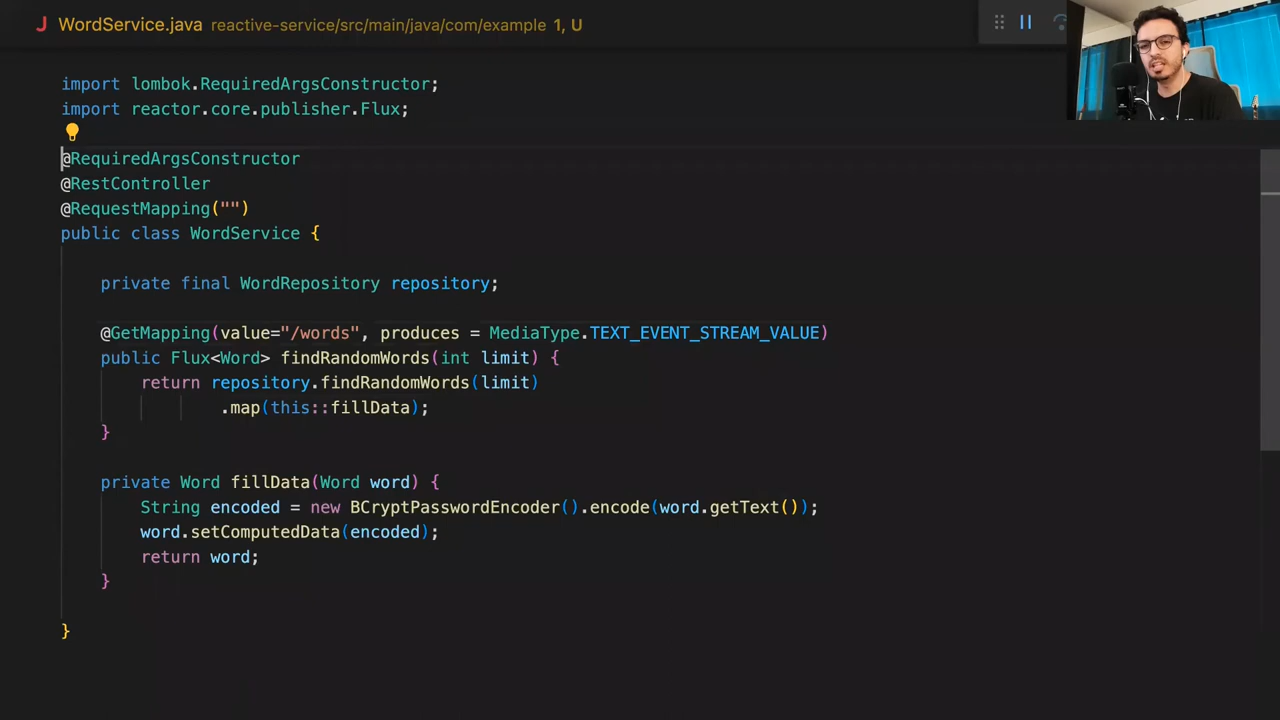 J WordService.java reactive-service/src/main/java/com/example 1, U
import lombok.RequiredArgsConstructor;
import reactor.core.publisher.Flux;
@RequiredArgsConstructor
@RestController
@RequestMapping("")
public class WordService {
private final WordRepository repository;
@GetMapping(value="/words", produces = MediaType.TEXT_EVENT_STREAM_VALUE)
public Flux<Word> findRandomWords(int limit) {
return repository.findRandomWords(limit)
.map(this::fillData);
}
private Word fillData(Word word) {
String encoded = new BCryptPasswordEncoder().encode(word.getText());
word.setComputedData(encoded);
return word;
}
}